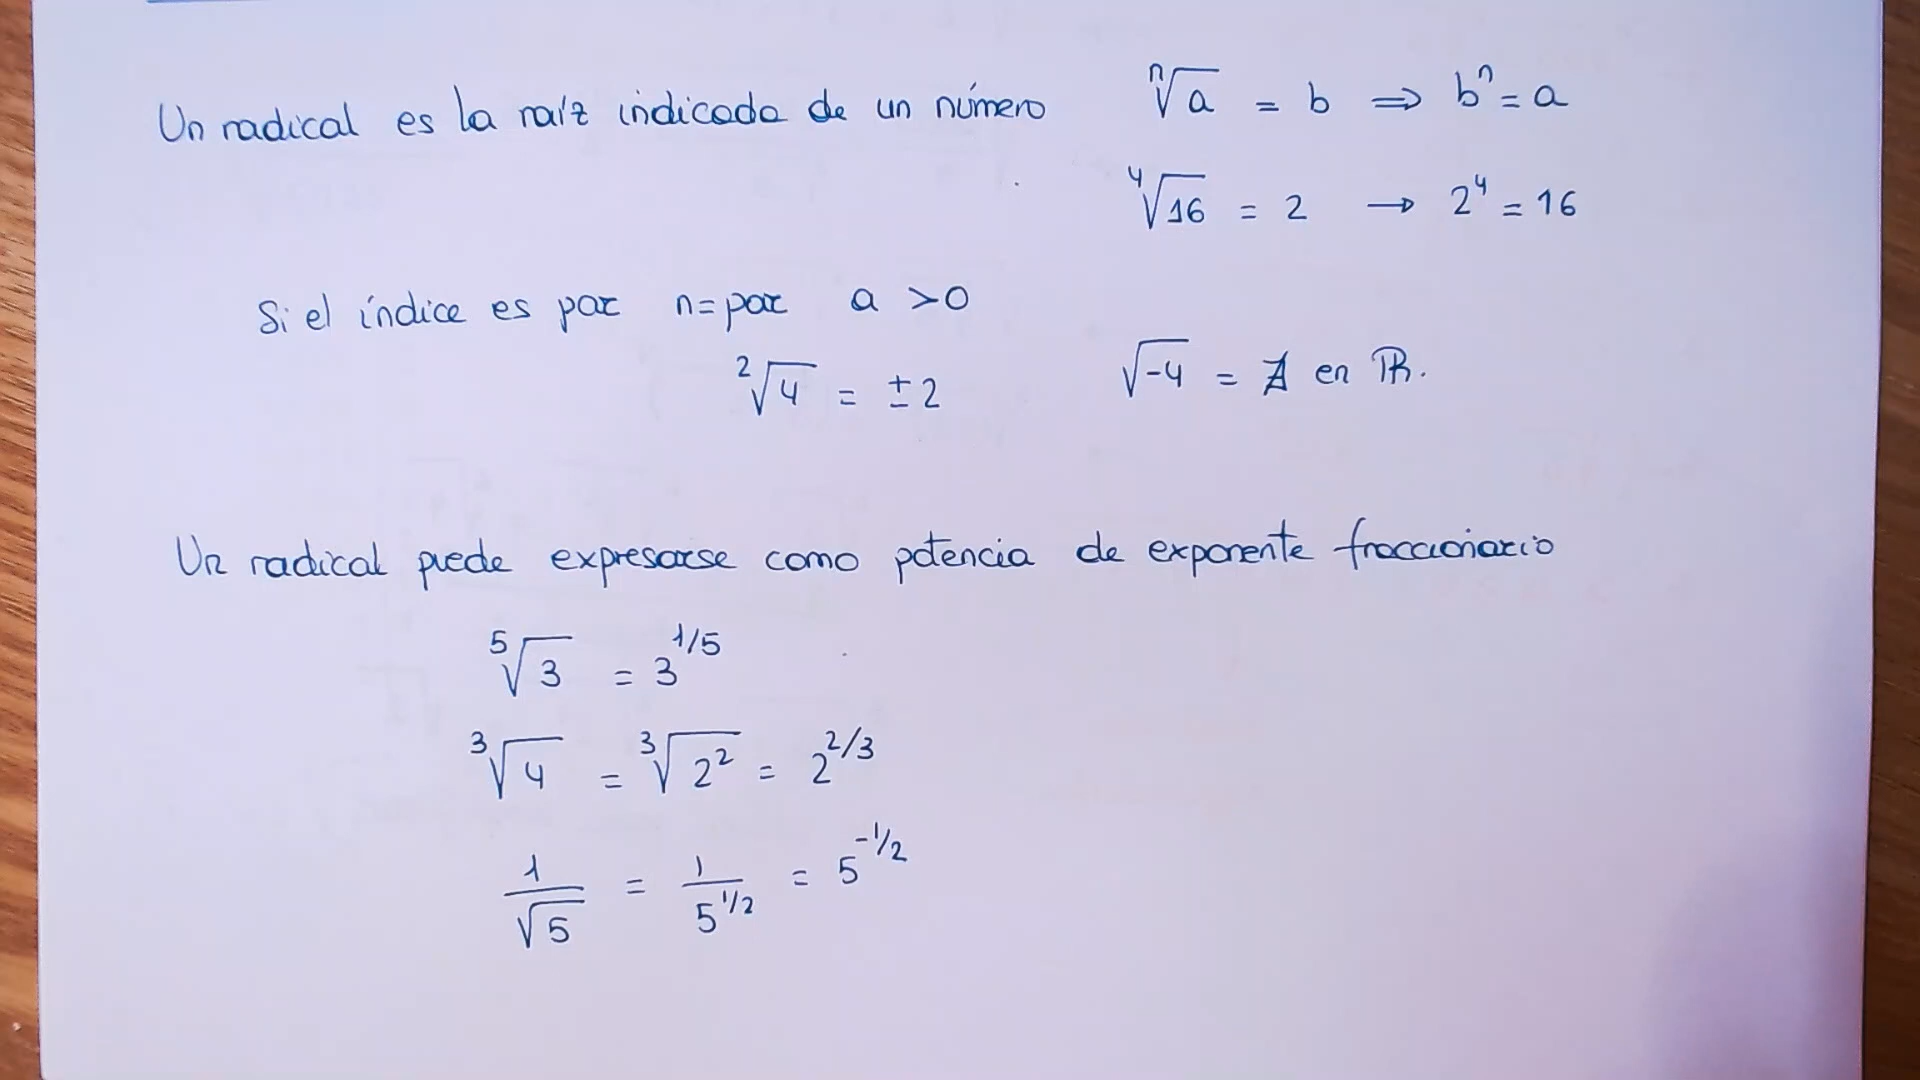 Un radical es la raíz indicada de un número ⁿ√a = b ⇒ bⁿ = a
⁴√16 = 2 → 2⁴ = 16
Si el índice es par n=par a >0
²√4 = ±2 √-4 = ∄ en ℝ.
Un radical puede expresarse como potencia de exponente fraccionario
⁵√3 = 3^1/5
³√4 = ³√2² = 2^2/3
1/√5 = 1/5^1/2 = 5^-1/2